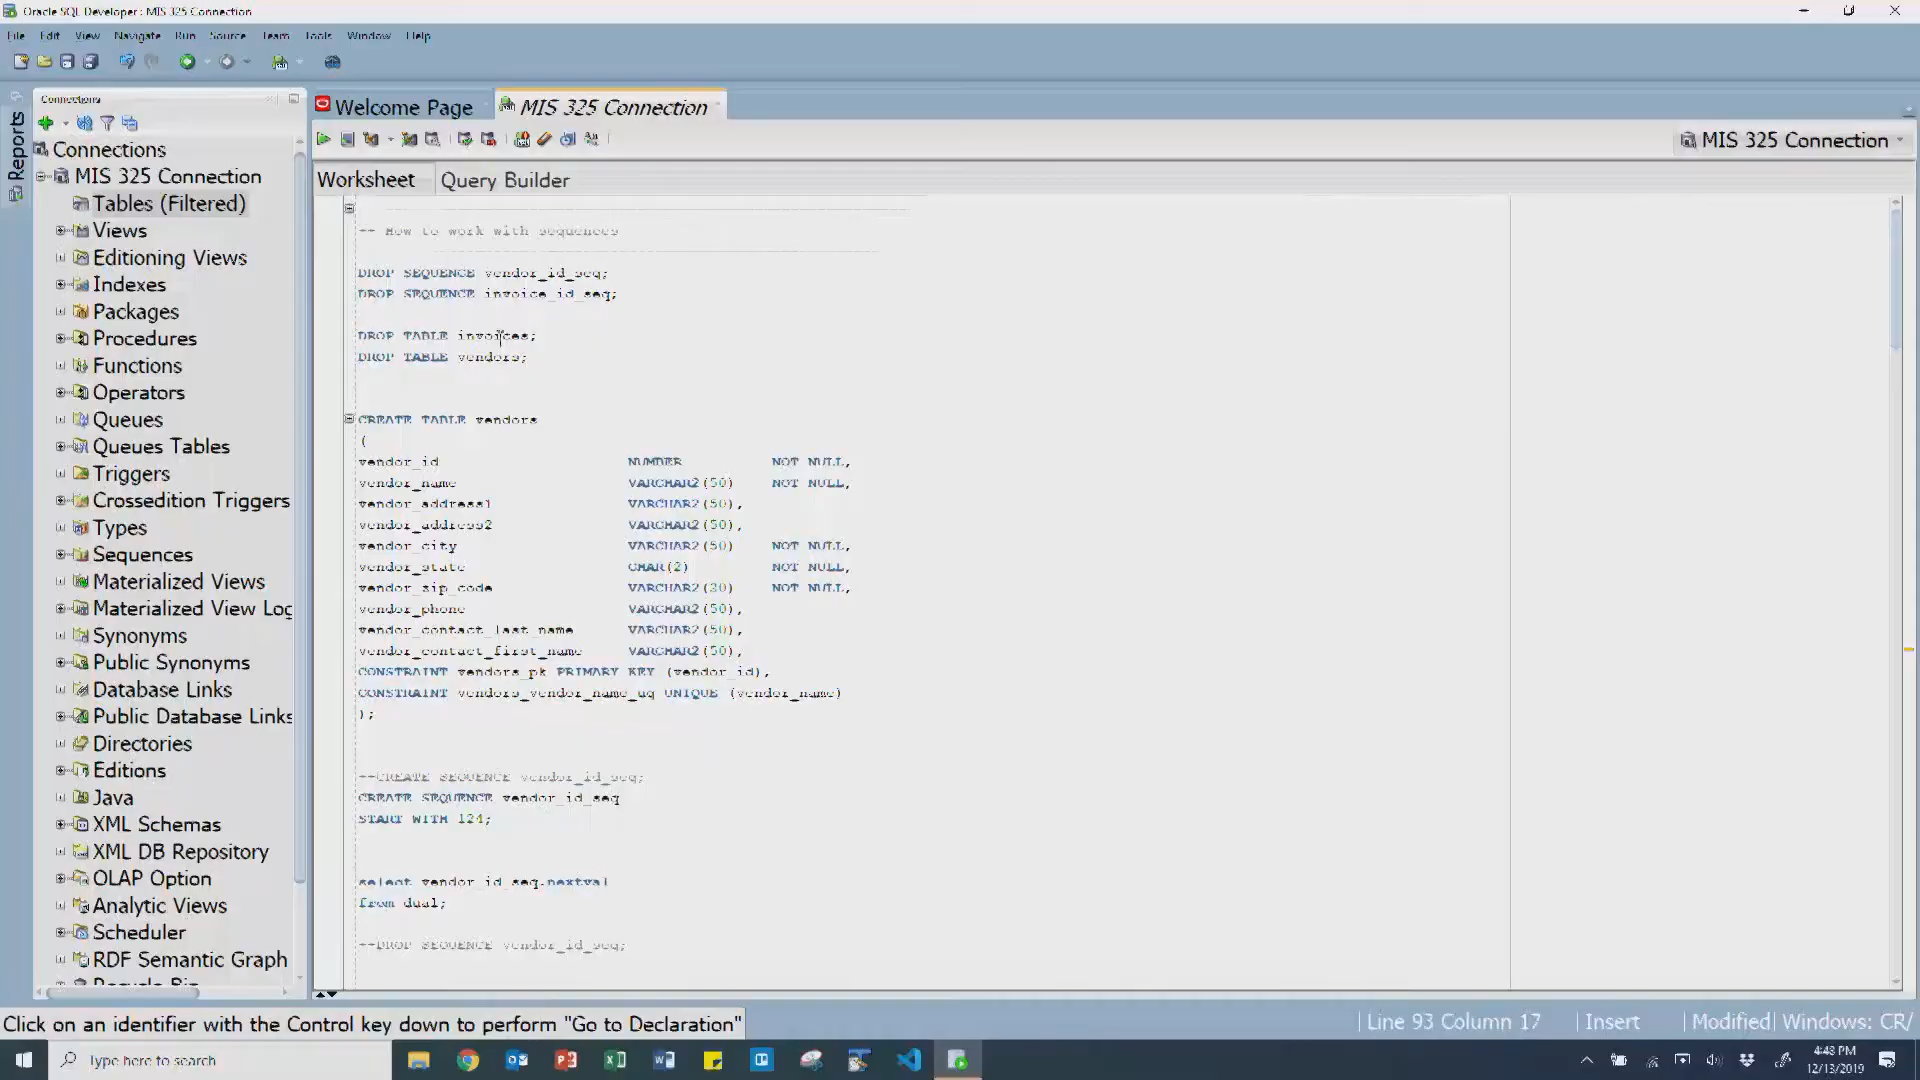 Oracle SQL Developer : MIS 325 Connection
File Edit View Navigate Run Source Team Tools Window Help
Reports
Connections
Welcome Page
MIS 325 Connection
MIS 325 Connection
Worksheet
Query Builder
Connections
MIS 325 Connection
Tables (Filtered)
Views
Editioning Views
Indexes
Packages
Procedures
Functions
Operators
Queues
Queues Tables
Triggers
Crossedition Triggers
Types
Sequences
Materialized Views
Materialized View Log
Synonyms
Public Synonyms
Database Links
Public Database Links
Directories
Editions
Java
XML Schemas
XML DB Repository
OLAP Option
Analytic Views
Scheduler
RDF Semantic Graph
Recycle Bin
-- How to work with sequences
DROP SEQUENCE vendor_id_seq;
DROP SEQUENCE invoice_id_seq;
DROP TABLE invoices;
DROP TABLE vendors;
CREATE TABLE vendors
(
vendor_id NUMBER NOT NULL,
vendor_name VARCHAR2(50) NOT NULL,
vendor_address1 VARCHAR2(50),
vendor_address2 VARCHAR2(50),
vendor_city VARCHAR2(50) NOT NULL,
vendor_state CHAR(2) NOT NULL,
vendor_zip_code VARCHAR2(20) NOT NULL,
vendor_phone VARCHAR2(50),
vendor_contact_last_name VARCHAR2(50),
vendor_contact_first_name VARCHAR2(50),
CONSTRAINT vendors_pk PRIMARY KEY (vendor_id),
CONSTRAINT vendors_vendor_name_uq UNIQUE (vendor_name)
);
--CREATE SEQUENCE vendor_id_seq;
CREATE SEQUENCE vendor_id_seq
START WITH 124;
select vendor_id_seq.nextval
from dual;
--DROP SEQUENCE vendor_id_seq;
Click on an identifier with the Control key down to perform "Go to Declaration"
Line 93 Column 17
Insert
Modified
Windows: CR/
Type here to search
4:48 PM
12/13/2019